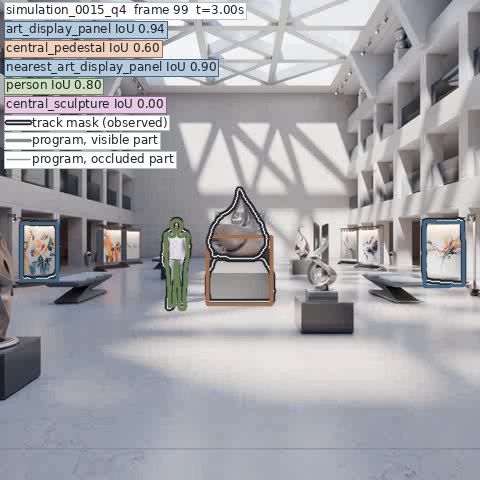 simulation_0015_q4  frame 99  t=3.00s
art_display_panel IoU 0.94
central_pedestal IoU 0.60
nearest_art_display_panel IoU 0.90
person IoU 0.80
central_sculpture IoU 0.00
track mask (observed)
program, visible part
program, occluded part